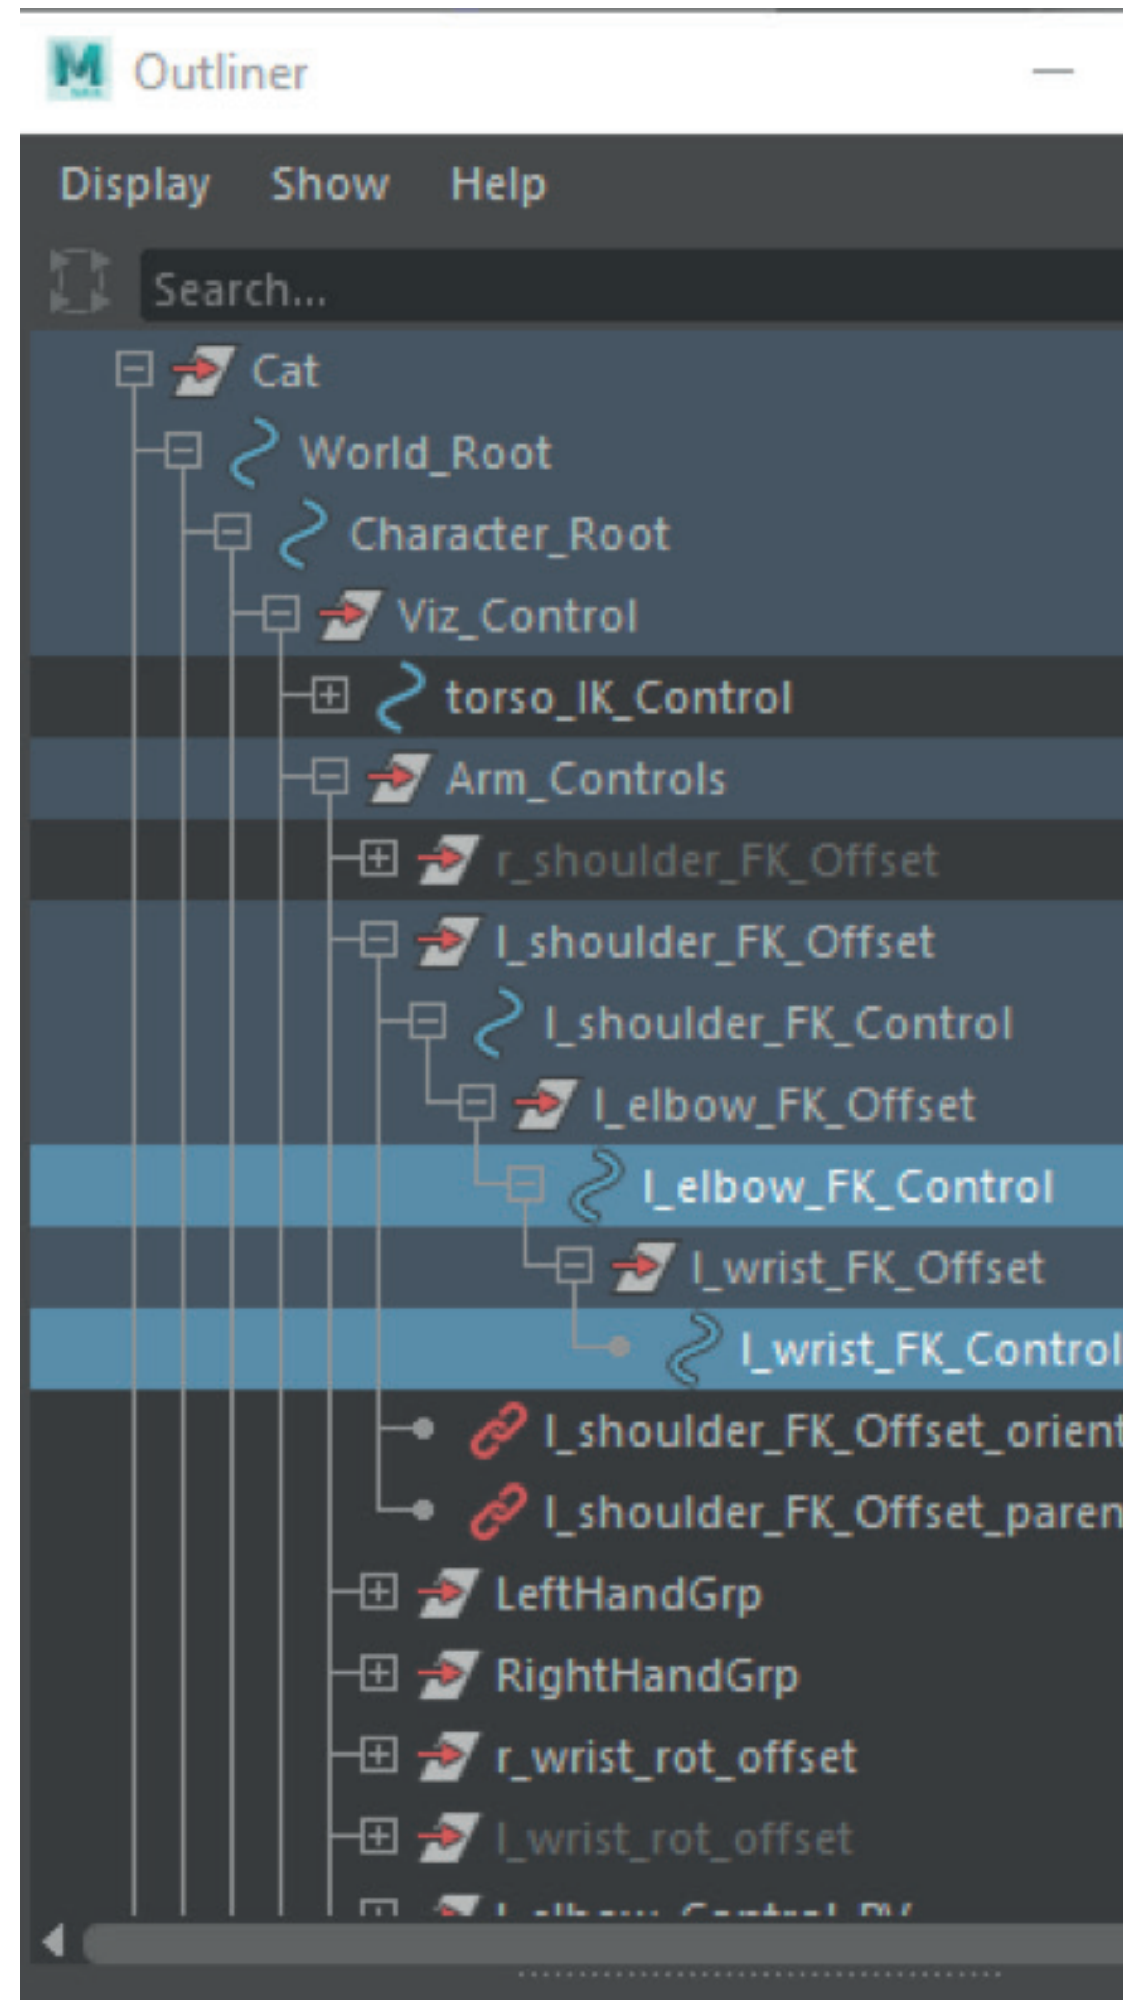 M Outliner
Display Show Help
Search...
Cat
World_Root
Character_Root
Viz_Control
torso_IK_Control
Arm_Controls
r_shoulder_FK_Offset
l_shoulder_FK_Offset
l_shoulder_FK_Control
l_elbow_FK_Offset
l_elbow_FK_Control
l_wrist_FK_Offset
l_wrist_FK_Control
l_shoulder_FK_Offset_orient
l_shoulder_FK_Offset_paren
LeftHandGrp
RightHandGrp
r_wrist_rot_offset
l_wrist_rot_offset